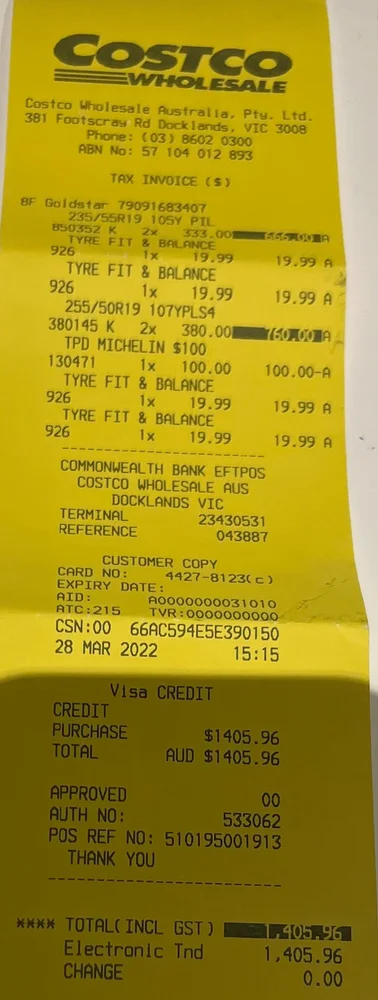 COSTCO
WHOLESALE
Costco Wholesale Australia, Pty. Ltd.
381 Footscray Rd Docklands, VIC 3008
Phone: (03) 8602 0300
ABN No: 57 104 012 893
TAX INVOICE ($)
8F Goldstar 79091683407
235/55R19 105Y PIL
850352 K 2x 333.00 666.00 A
TYRE FIT & BALANCE
926 1x 19.99 19.99 A
TYRE FIT & BALANCE
926 1x 19.99 19.99 A
255/50R19 107YPLS4
380145 K 2x 380.00 760.00 A
TPD MICHELIN $100
130471 1x 100.00 100.00-A
TYRE FIT & BALANCE
926 1x 19.99 19.99 A
TYRE FIT & BALANCE
926 1x 19.99 19.99 A
COMMONWEALTH BANK EFTPOS
COSTCO WHOLESALE AUS
DOCKLANDS VIC
TERMINAL 23430531
REFERENCE 043887
CUSTOMER COPY
CARD NO: 4427-8123(c)
EXPIRY DATE:
AID: A0000000031010
ATC:215 TVR:0000000000
CSN:00 66AC594E5E390150
28 MAR 2022 15:15
Visa CREDIT
CREDIT
PURCHASE $1405.96
TOTAL AUD $1405.96
APPROVED 00
AUTH NO: 533062
POS REF NO: 510195001913
THANK YOU
**** TOTAL(INCL GST) 1,405.96
Electronic Tnd 1,405.96
CHANGE 0.00